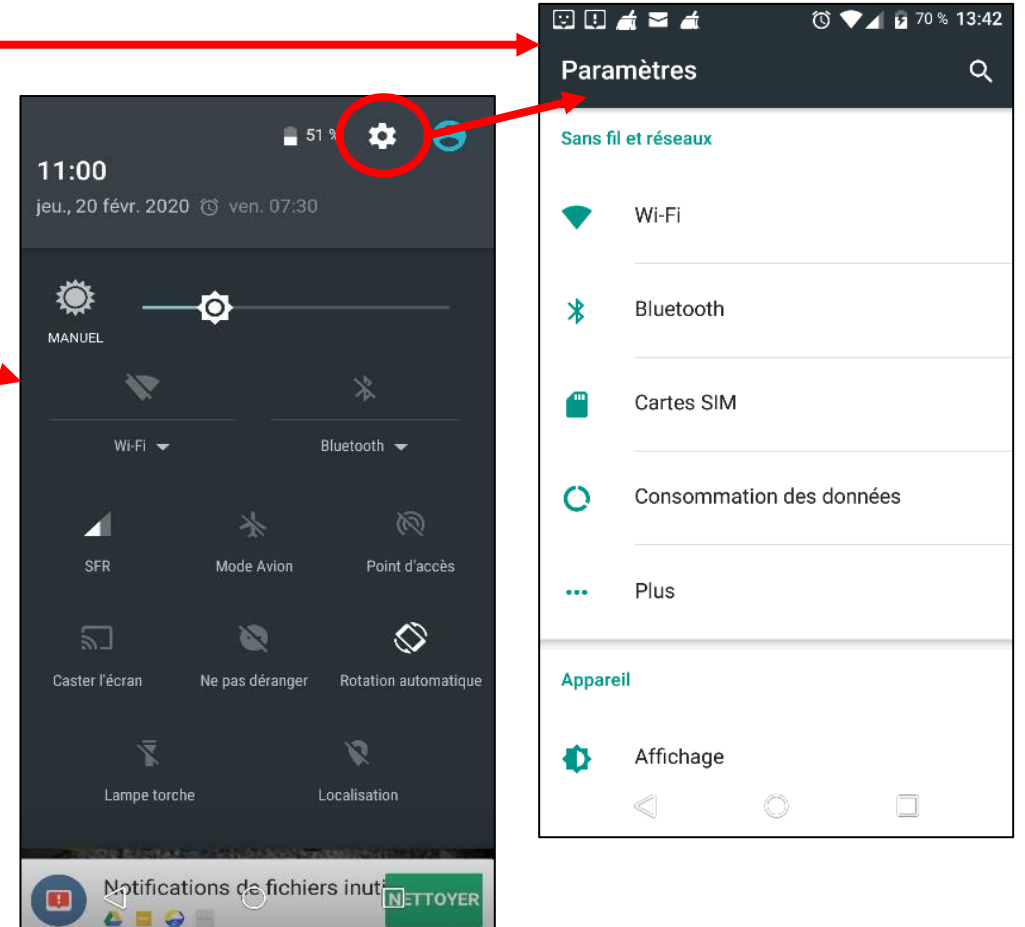 51 %
11:00
jeu., 20 févr. 2020 ven. 07:30
MANUEL
Wi-Fi
Bluetooth
SFR
Mode Avion
Point d'accès
Caster l'écran
Ne pas déranger
Rotation automatique
Lampe torche
Localisation
Notifications de fichiers inuti
NETTOYER
70 % 13:42
Paramètres
Sans fil et réseaux
Wi-Fi
Bluetooth
Cartes SIM
Consommation des données
Plus
Appareil
Affichage